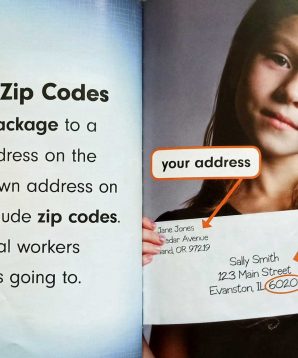 Zip Codes
ackage to a
dress on the
wn address on
ude zip codes.
al workers
s going to.
your address
Jane Jones
dar Avenue
and, OR 97219
Sally Smith
123 Main Street
Evanston, IL 6020